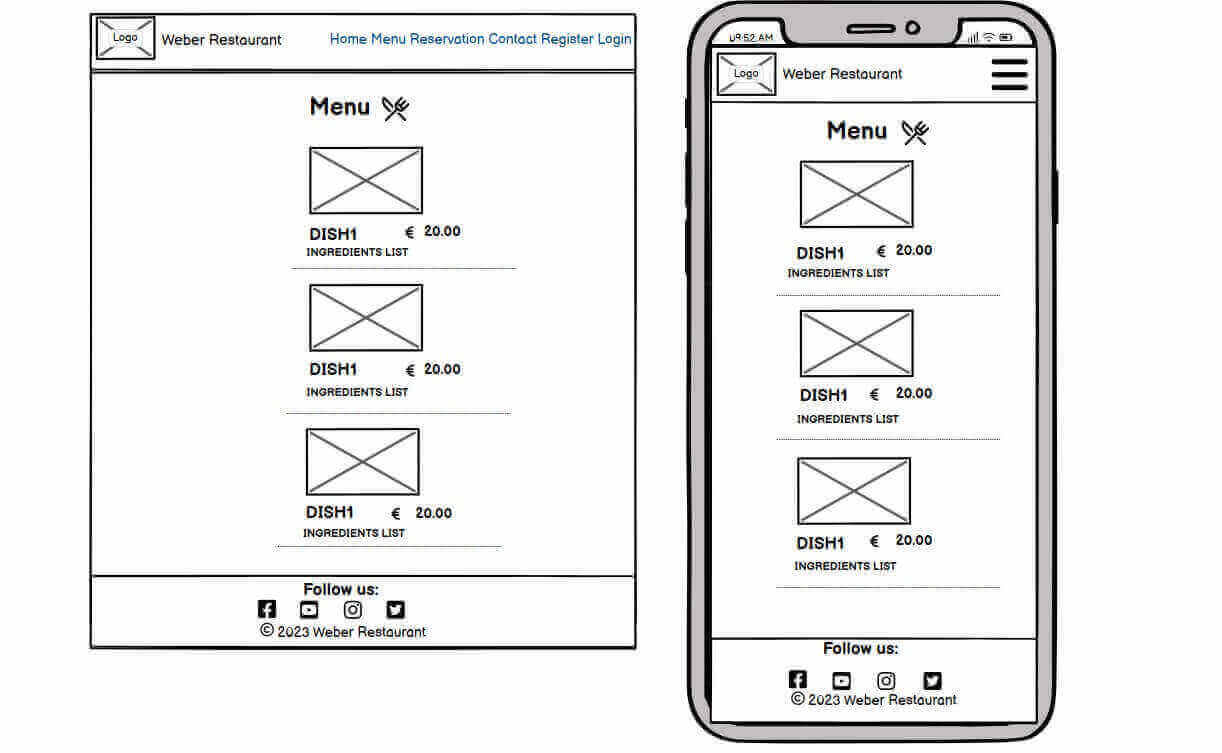 Logo Weber Restaurant Home Menu Reservation Contact Register Login
Menu
DISH1 € 20.00
INGREDIENTS LIST
DISH1 € 20.00
INGREDIENTS LIST
DISH1 € 20.00
INGREDIENTS LIST
Follow us:
© 2023 Weber Restaurant
09:52 AM
Logo Weber Restaurant
Menu
DISH1 € 20.00
INGREDIENTS LIST
DISH1 € 20.00
INGREDIENTS LIST
DISH1 € 20.00
INGREDIENTS LIST
Follow us:
© 2023 Weber Restaurant